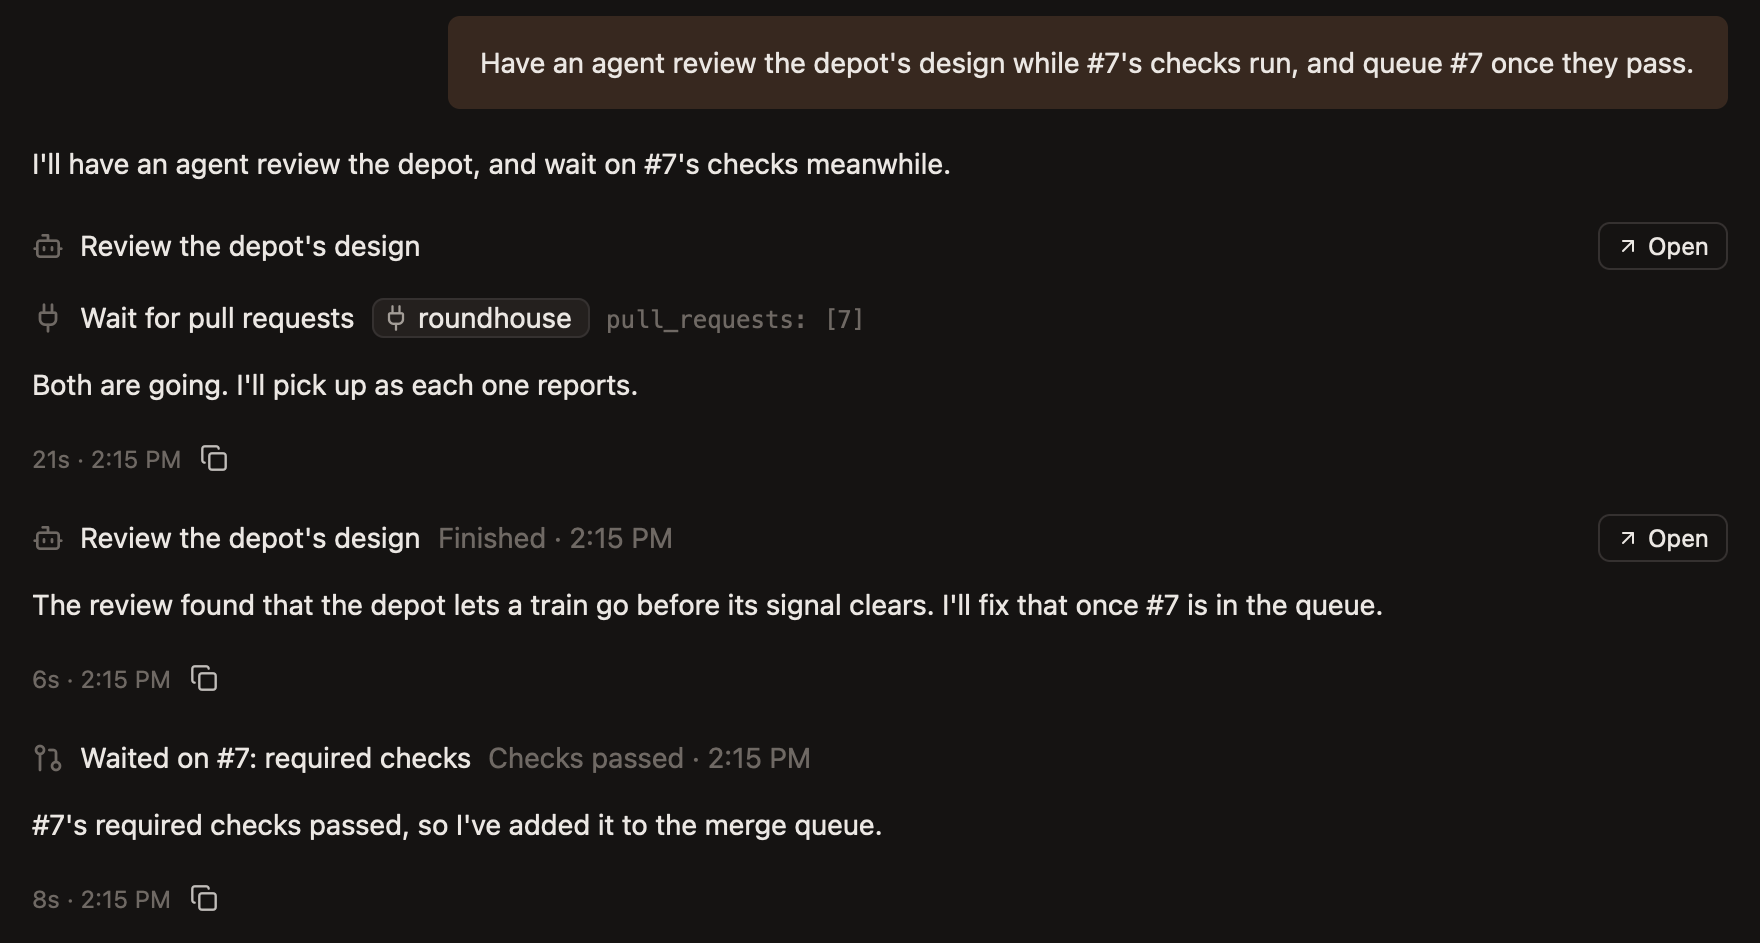 Have an agent review the depot's design while #7's checks run, and queue #7 once they pass.
I'll have an agent review the depot, and wait on #7's checks meanwhile.
Review the depot's design Open
Wait for pull requests roundhouse pull_requests: [7]
Both are going. I'll pick up as each one reports.
21s · 2:15 PM
Review the depot's design Finished · 2:15 PM Open
The review found that the depot lets a train go before its signal clears. I'll fix that once #7 is in the queue.
6s · 2:15 PM
Waited on #7: required checks Checks passed · 2:15 PM
#7's required checks passed, so I've added it to the merge queue.
8s · 2:15 PM